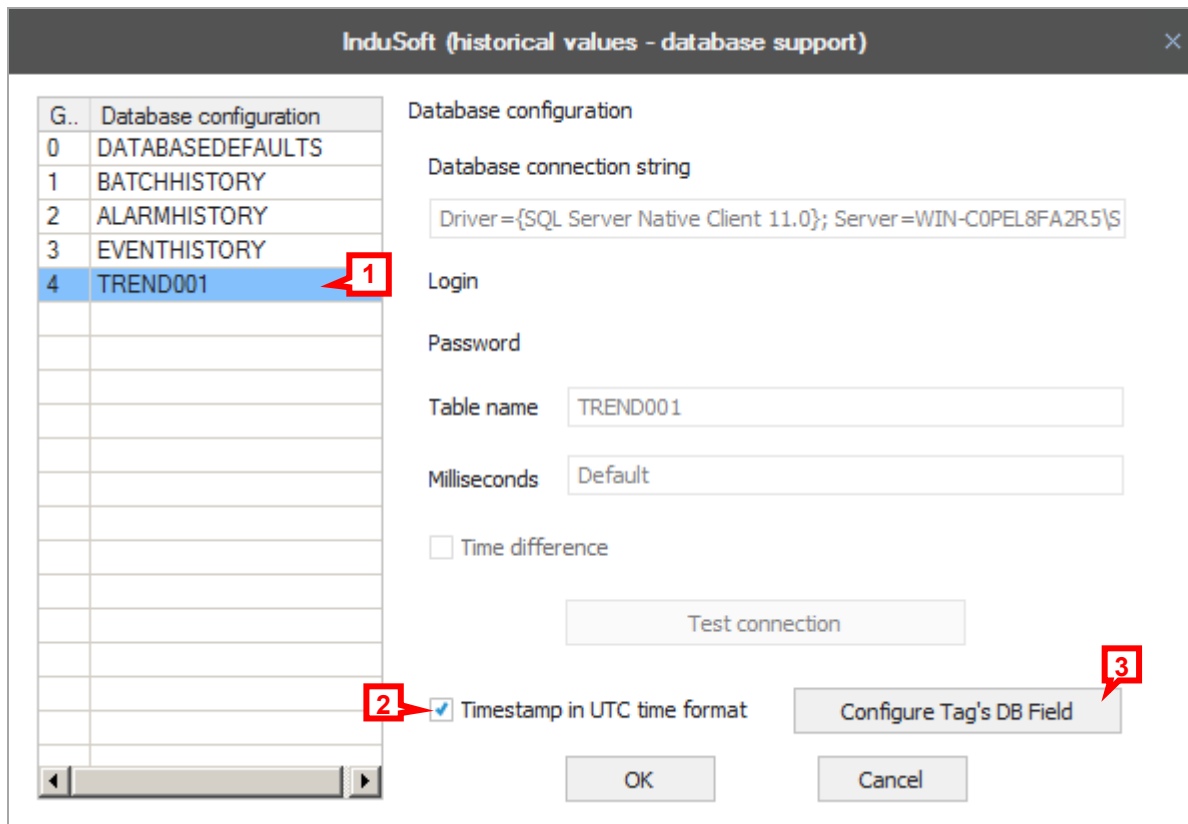 InduSoft (historical values - database support)
G.. Database configuration
0 DATABASEDEFAULTS
1 BATCHHISTORY
2 ALARMHISTORY
3 EVENTHISTORY
4 TREND001
1
Database configuration
Database connection string
Driver={SQL Server Native Client 11.0}; Server=WIN-C0PEL8FA2R5\S
Login
Password
Table name TREND001
Milliseconds Default
Time difference
Test connection
2
Timestamp in UTC time format
3
Configure Tag's DB Field
OK Cancel